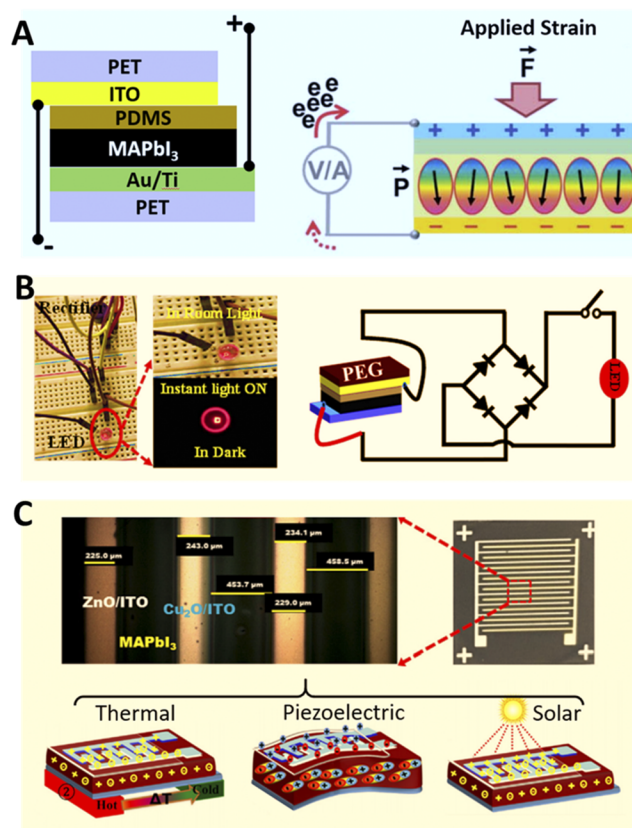 A
PET
ITO
PDMS
MAPbI₃
Au/Ti
PET
+
-
Applied Strain
F
e e e e e e
V/A
P
+ + + + + +
− − − − − −
B
Rectifier
LED
In Room Light
Instant light ON
In Dark
PEG
LED
C
225.0 µm
243.0 µm
234.1 µm
458.5 µm
453.7 µm
229.0 µm
ZnO/ITO
Cu₂O/ITO
MAPbI₃
Thermal
Piezoelectric
Solar
2
Hot
ΔT
Cold